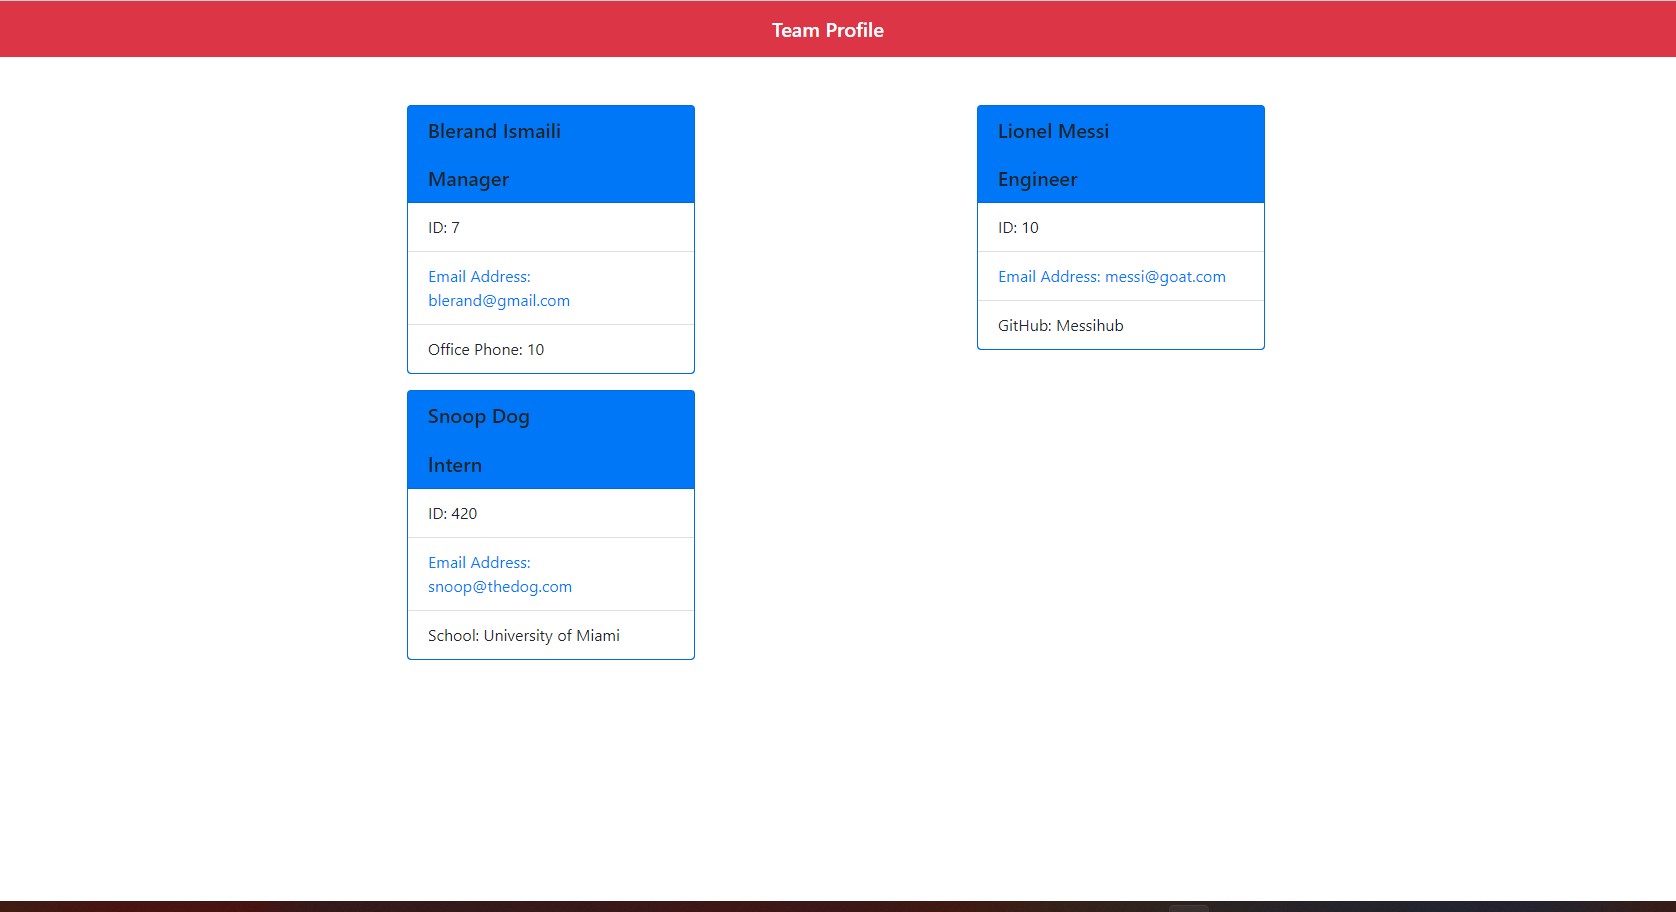 Team Profile
Blerand Ismaili
Manager
ID: 7
Email Address:
blerand@gmail.com
Office Phone: 10
Lionel Messi
Engineer
ID: 10
Email Address: messi@goat.com
GitHub: Messihub
Snoop Dog
Intern
ID: 420
Email Address:
snoop@thedog.com
School: University of Miami